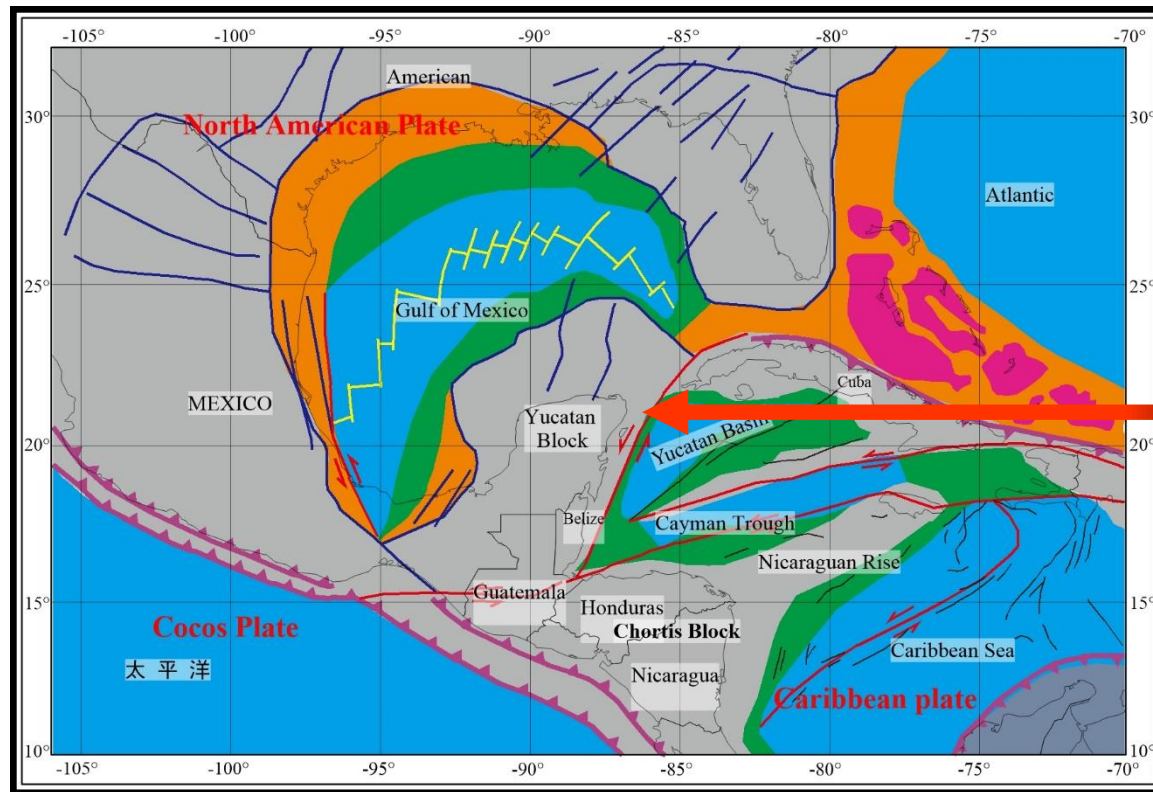 -105° -100° -95° -90° -85° -80° -75° -70°
American
30° North American Plate 30°
Atlantic
25° 25°
Gulf of Mexico
Cuba
MEXICO
Yucatan
Block
Yucatan Basin
20° 20°
Belize
Cayman Trough
Nicaraguan Rise
Guatemala
15° 15°
Honduras
Cocos Plate
Chortis Block
Caribbean Sea
太平洋
Nicaragua
Caribbean plate
10° 10°
-105° -100° -95° -90° -85° -80° -75° -70°